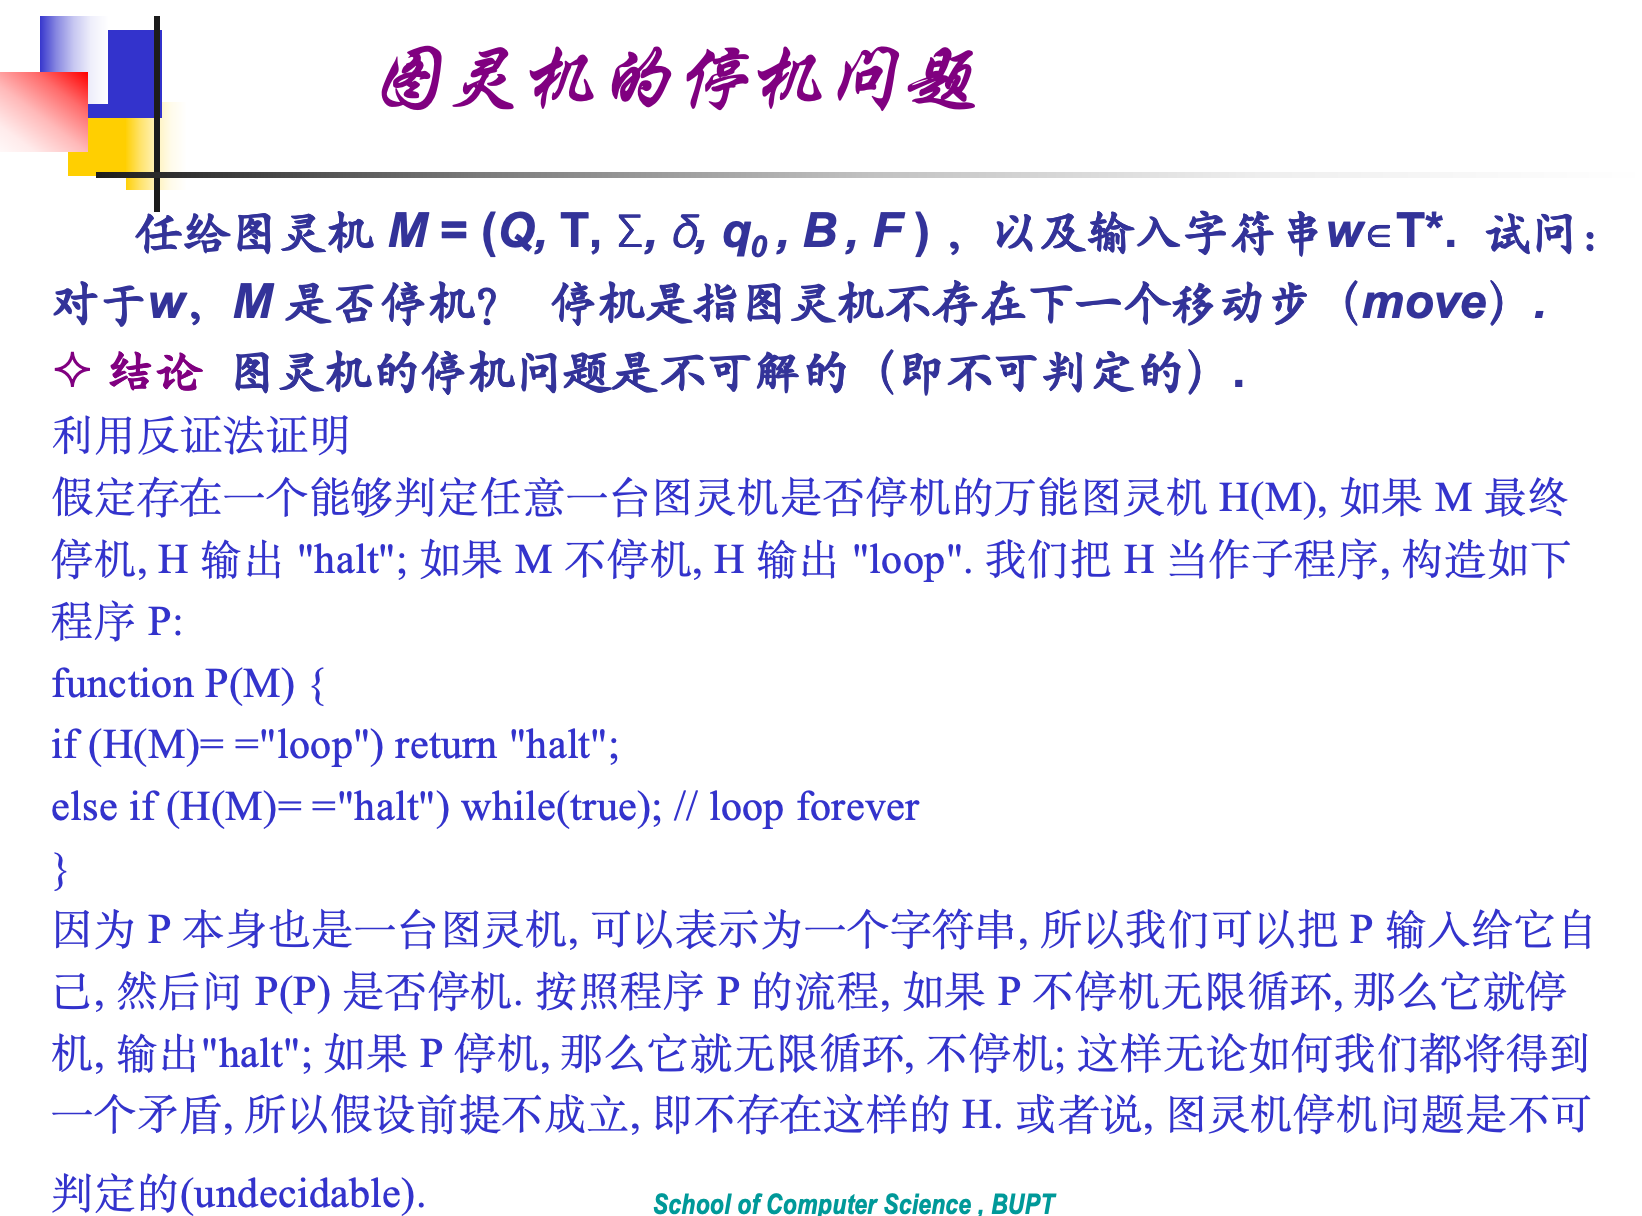 图灵机的停机问题
任给图灵机 M = (Q, T, Σ, δ, q0 , B , F ) ，以及输入字符串w∈T*. 试问：
对于w，M 是否停机？ 停机是指图灵机不存在下一个移动步（move）.
✧ 结论 图灵机的停机问题是不可解的（即不可判定的）.
利用反证法证明
假定存在一个能够判定任意一台图灵机是否停机的万能图灵机 H(M), 如果 M 最终
停机, H 输出 "halt"; 如果 M 不停机, H 输出 "loop". 我们把 H 当作子程序, 构造如下
程序 P:
function P(M) {
if (H(M)= ="loop") return "halt";
else if (H(M)= ="halt") while(true); // loop forever
}
因为 P 本身也是一台图灵机, 可以表示为一个字符串, 所以我们可以把 P 输入给它自
己, 然后问 P(P) 是否停机. 按照程序 P 的流程, 如果 P 不停机无限循环, 那么它就停
机, 输出"halt"; 如果 P 停机, 那么它就无限循环, 不停机; 这样无论如何我们都将得到
一个矛盾, 所以假设前提不成立, 即不存在这样的 H. 或者说, 图灵机停机问题是不可
判定的(undecidable).
School of Computer Science , BUPT